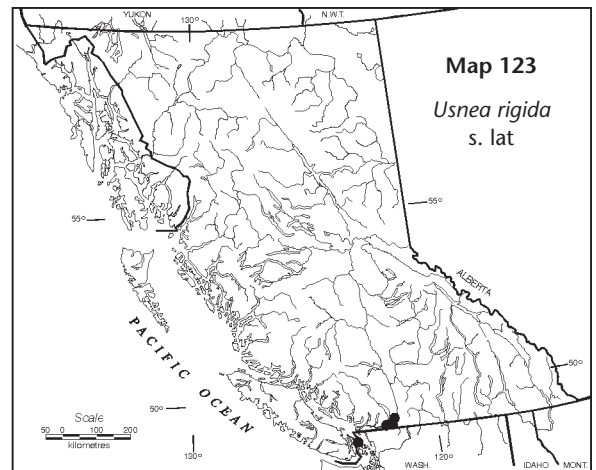 YUKON
130°
N.W.T.
Map 123
Usnea rigida
s. lat
55°
55°
ALBERTA
PACIFIC OCEAN
50°
50°
Scale
50 0 100 200
kilometres
130°
WASH.
120°
IDAHO
MONT.